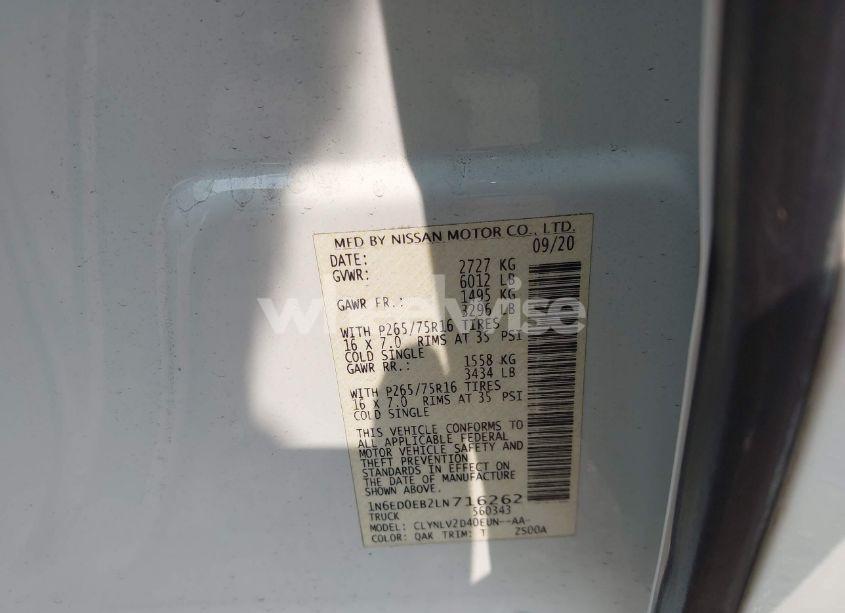 MFD BY NISSAN MOTOR CO., LTD.
DATE: 09/20
GVWR: 2727 KG
6012 LB
GAWR FR.: 1495 KG
3296 LB
WITH P265/75R16 TIRES
16 X 7.0 RIMS AT 35 PSI
COLD SINGLE
GAWR RR.: 1558 KG
3434 LB
WITH P265/75R16 TIRES
16 X 7.0 RIMS AT 35 PSI
COLD SINGLE
THIS VEHICLE CONFORMS TO
ALL APPLICABLE FEDERAL
MOTOR VEHICLE SAFETY AND
THEFT PREVENTION
STANDARDS IN EFFECT ON
THE DATE OF MANUFACTURE
SHOWN ABOVE.
1N6ED0EB2LN716262
TRUCK 560343
MODEL: CLYNLV2D40EUN--AA-
COLOR: QAK TRIM: T 2S00A
wheelwise